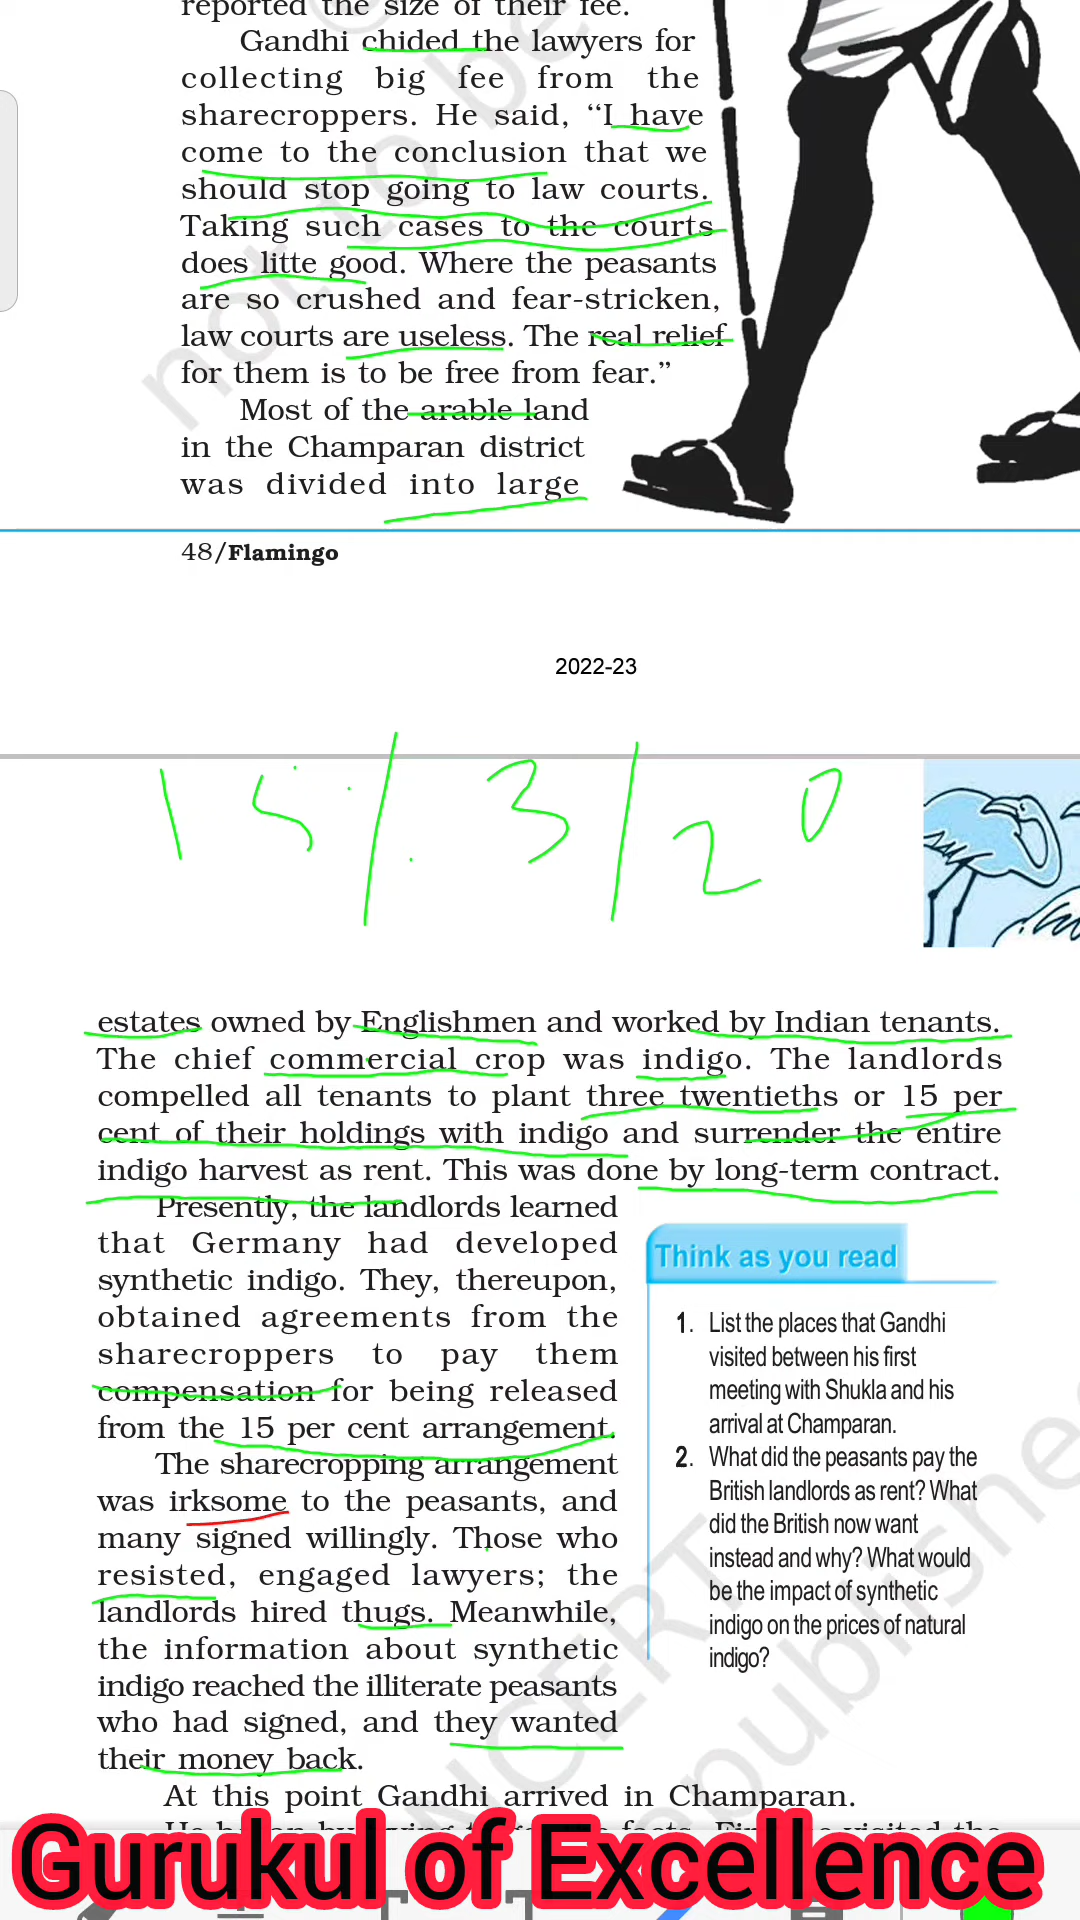 reported the size of their fee.
Gandhi chided the lawyers for
collecting big fee from the
sharecroppers. He said, ‘‘I have
come to the conclusion that we
should stop going to law courts.
Taking such cases to the courts
does litte good. Where the peasants
are so crushed and fear-stricken,
law courts are useless. The real relief
for them is to be free from fear.”
Most of the arable land
in the Champaran district
was divided into large
48/Flamingo
2022-23
15 % 3/20
estates owned by Englishmen and worked by Indian tenants.
The chief commercial crop was indigo. The landlords
compelled all tenants to plant three twentieths or 15 per
cent of their holdings with indigo and surrender the entire
indigo harvest as rent. This was done by long-term contract.
Presently, the landlords learned
that Germany had developed
synthetic indigo. They, thereupon,
obtained agreements from the
sharecroppers to pay them
compensation for being released
from the 15 per cent arrangement.
The sharecropping arrangement
was irksome to the peasants, and
many signed willingly. Those who
resisted, engaged lawyers; the
landlords hired thugs. Meanwhile,
the information about synthetic
indigo reached the illiterate peasants
who had signed, and they wanted
their money back.
Think as you read
1. List the places that Gandhi
visited between his first
meeting with Shukla and his
arrival at Champaran.
2. What did the peasants pay the
British landlords as rent? What
did the British now want
instead and why? What would
be the impact of synthetic
indigo on the prices of natural
indigo?
At this point Gandhi arrived in Champaran.
Gurukul of Excellence
not to be
NCERT
republished